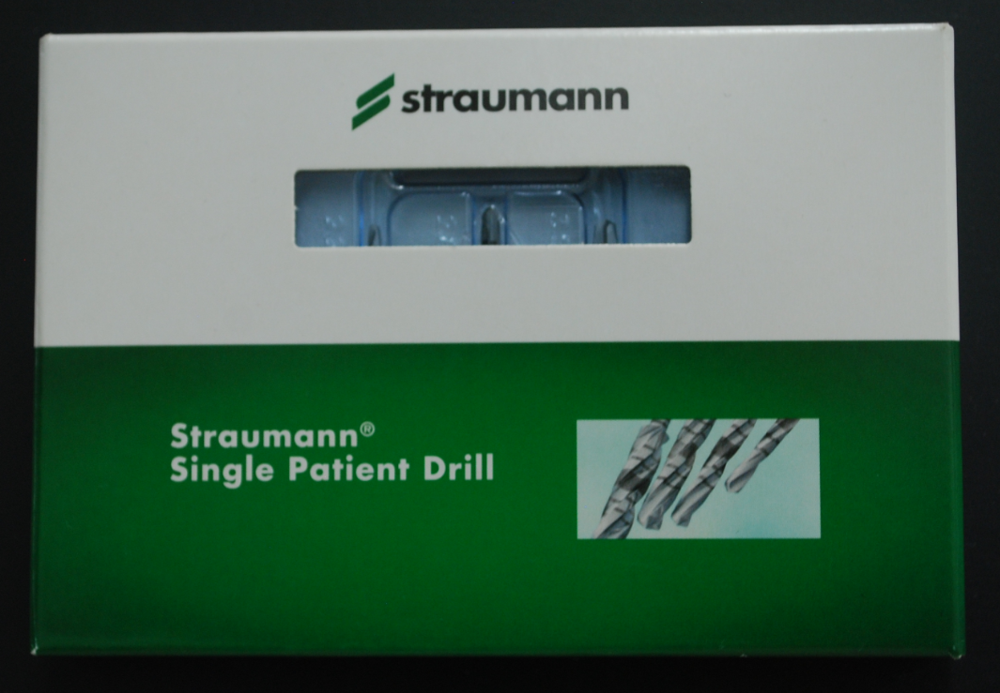 straumann
Straumann®
Single Patient Drill